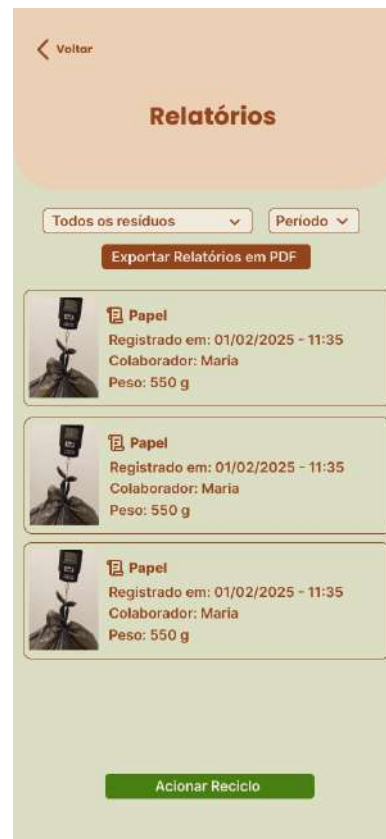 Voltar
Relatórios
Todos os resíduos
Período
Exportar Relatórios em PDF
Papel
Registrado em: 01/02/2025 - 11:35
Colaborador: Maria
Peso: 550 g
Papel
Registrado em: 01/02/2025 - 11:35
Colaborador: Maria
Peso: 550 g
Papel
Registrado em: 01/02/2025 - 11:35
Colaborador: Maria
Peso: 550 g
Acionar Reciclo